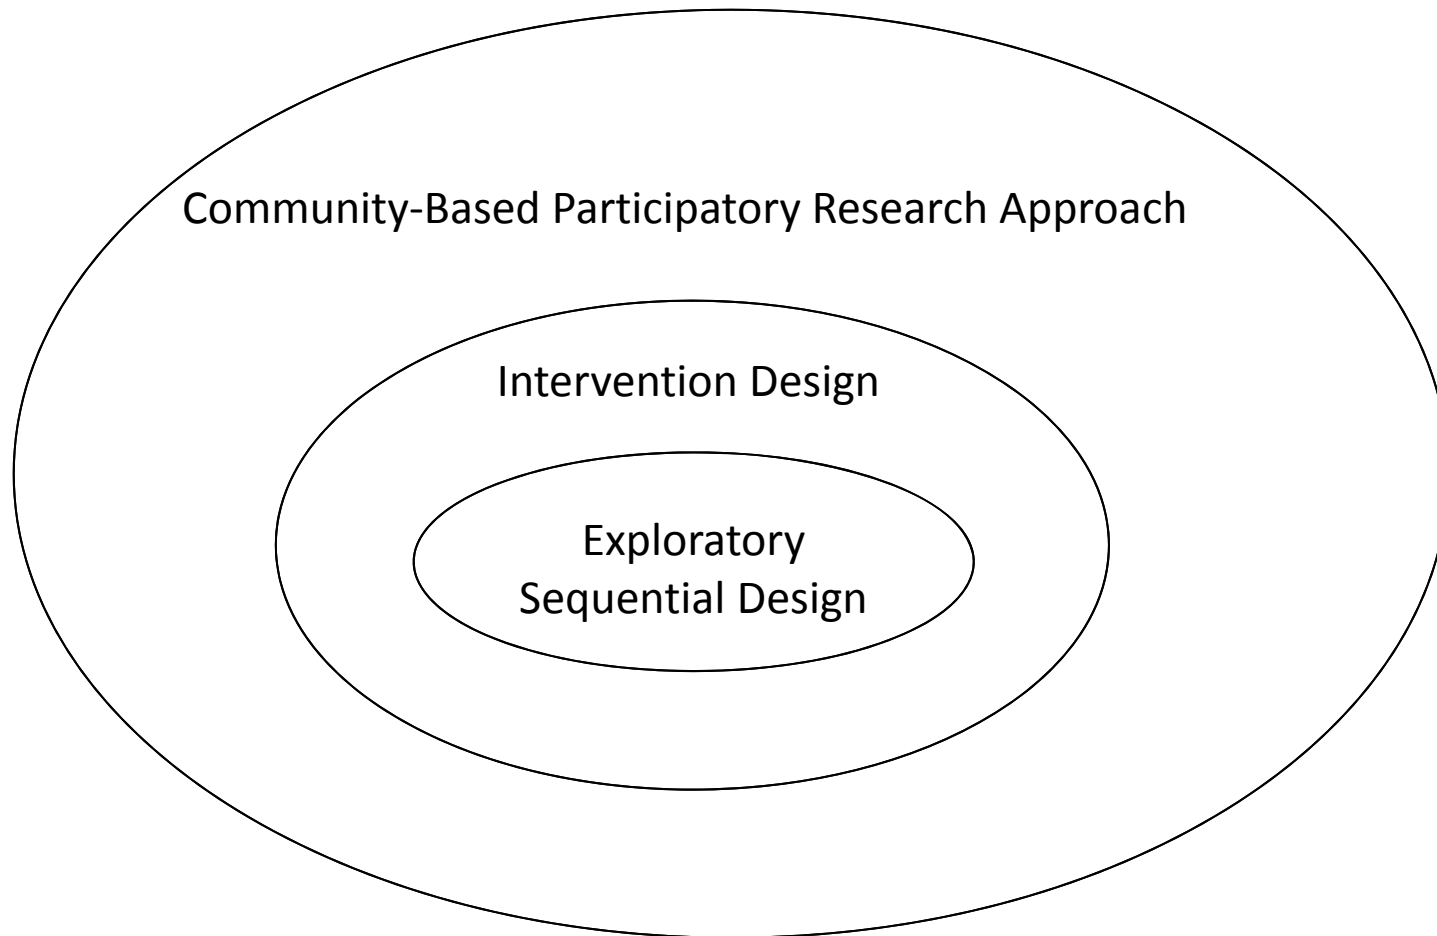 Community-Based Participatory Research Approach
Intervention Design
Exploratory
Sequential Design